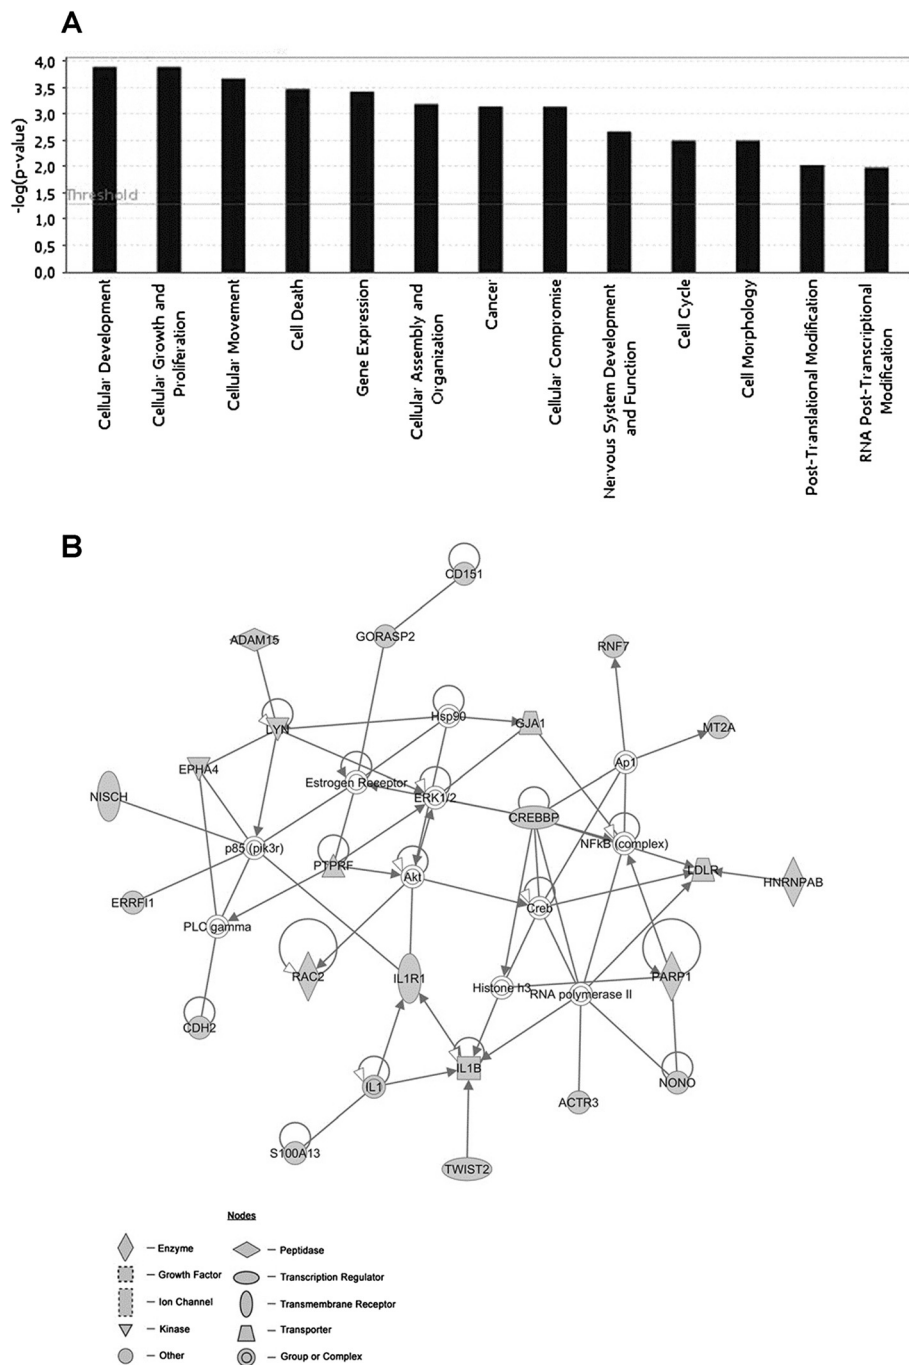 A
-log(p-value)
4,0
3,5
3,0
2,5
2,0
1,5
1,0
0,5
0,0
Threshold
Cellular Development
Cellular Growth and
Proliferation
Cellular Movement
Cell Death
Gene Expression
Cellular Assembly and
Organization
Cancer
Cellular Compromise
Nervous System Development
and Function
Cell Cycle
Cell Morphology
Post-Translational Modification
RNA Post-Transcriptional
Modification
B
CD151
ADAM15
GORASP2
RNF7
Hsp90
LYN
GJA1
MT2A
EPHA4
Ap1
Estrogen Receptor
NISCH
ERK1/2
CREBBP
p85 (pik3r)
NFkB (complex)
PTPRF
Akt
LDLR
HNRNPAB
ERRFI1
Creb
PLC gamma
RAC2
IL1R1
PARP1
Histone h3
RNA polymerase II
CDH2
IL1B
IL1
NONO
ACTR3
S100A13
TWIST2
Nodes
– Enzyme
– Peptidase
– Growth Factor
– Transcription Regulator
– Ion Channel
– Transmembrane Receptor
– Kinase
– Transporter
– Other
– Group or Complex